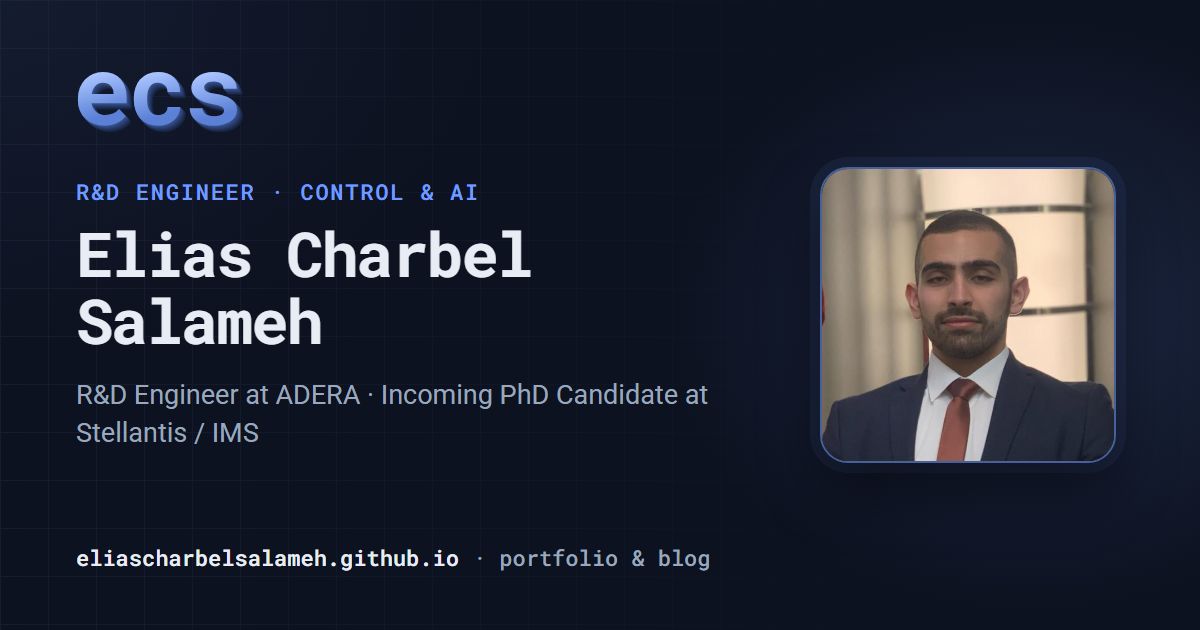 ecs
R&D ENGINEER · CONTROL & AI
Elias Charbel
Salameh
R&D Engineer at ADERA · Incoming PhD Candidate at
Stellantis / IMS
eliascharbelsalameh.github.io · portfolio & blog